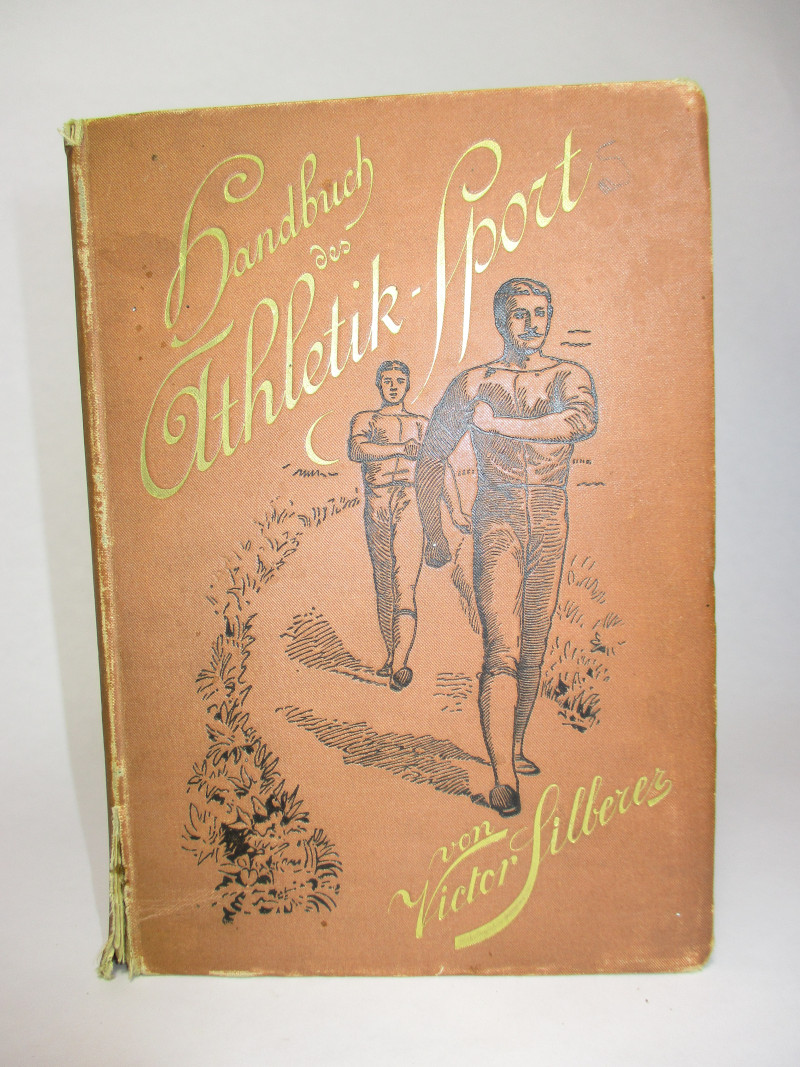 Handbuch
des
Athletik-Sport
von
Victor Silberer